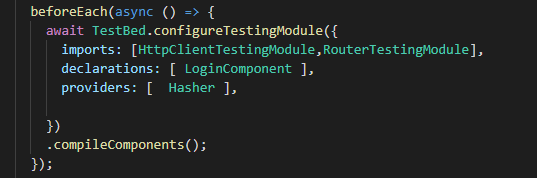 beforeEach(async () => {
  await TestBed.configureTestingModule({
    imports: [HttpClientTestingModule,RouterTestingModule],
    declarations: [ LoginComponent ],
    providers: [  Hasher ],
  })
  .compileComponents();
});